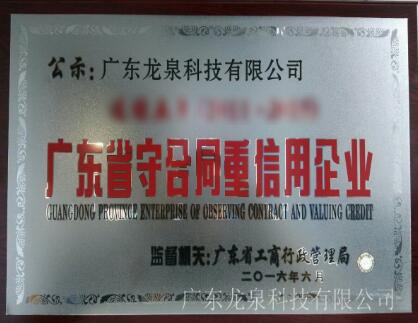 公示：广东龙泉科技有限公司
广东省守合同重信用企业
GUANGDONG PROVINCE ENTERPRISE OF OBSERVING CONTRACT AND VALUING CREDIT
监督机关：广东省工商行政管理局
二〇一六年六月
广东龙泉科技有限公司